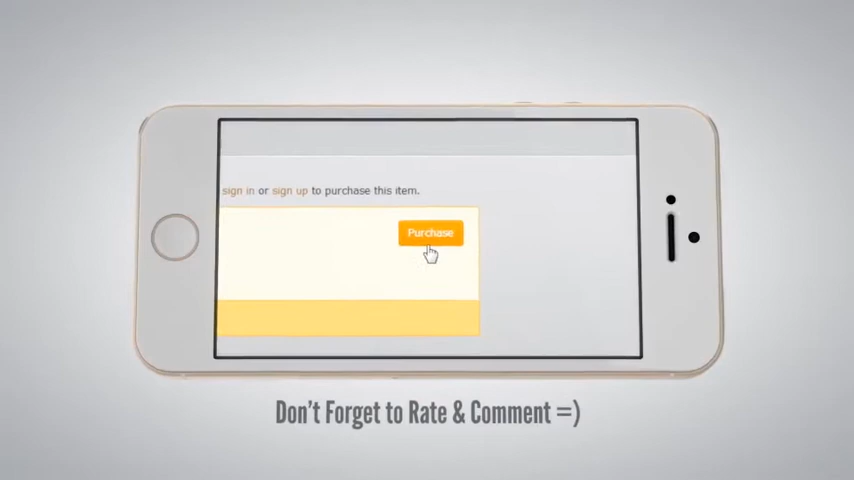 sign in or sign up to purchase this item.
Purchase
Don't Forget to Rate & Comment =)